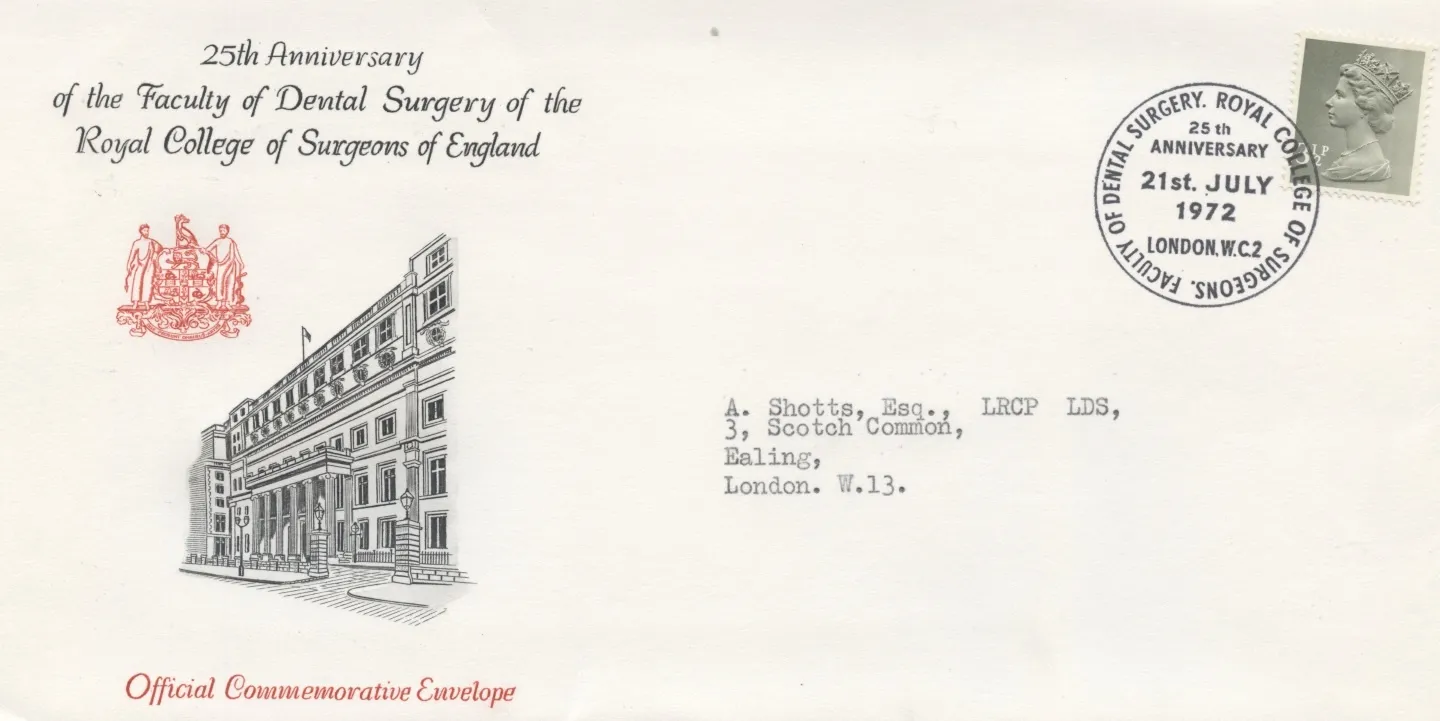 25th Anniversary
of the Faculty of Dental Surgery of the
Royal College of Surgeons of England
FACULTY OF DENTAL SURGERY. ROYAL COLLEGE OF SURGEONS.
25th
ANNIVERSARY
21st. JULY
1972
LONDON.W.C.2
A. Shotts, Esq., LRCP LDS,
3, Scotch Common,
Ealing,
London. W.13.
Official Commemorative Envelope